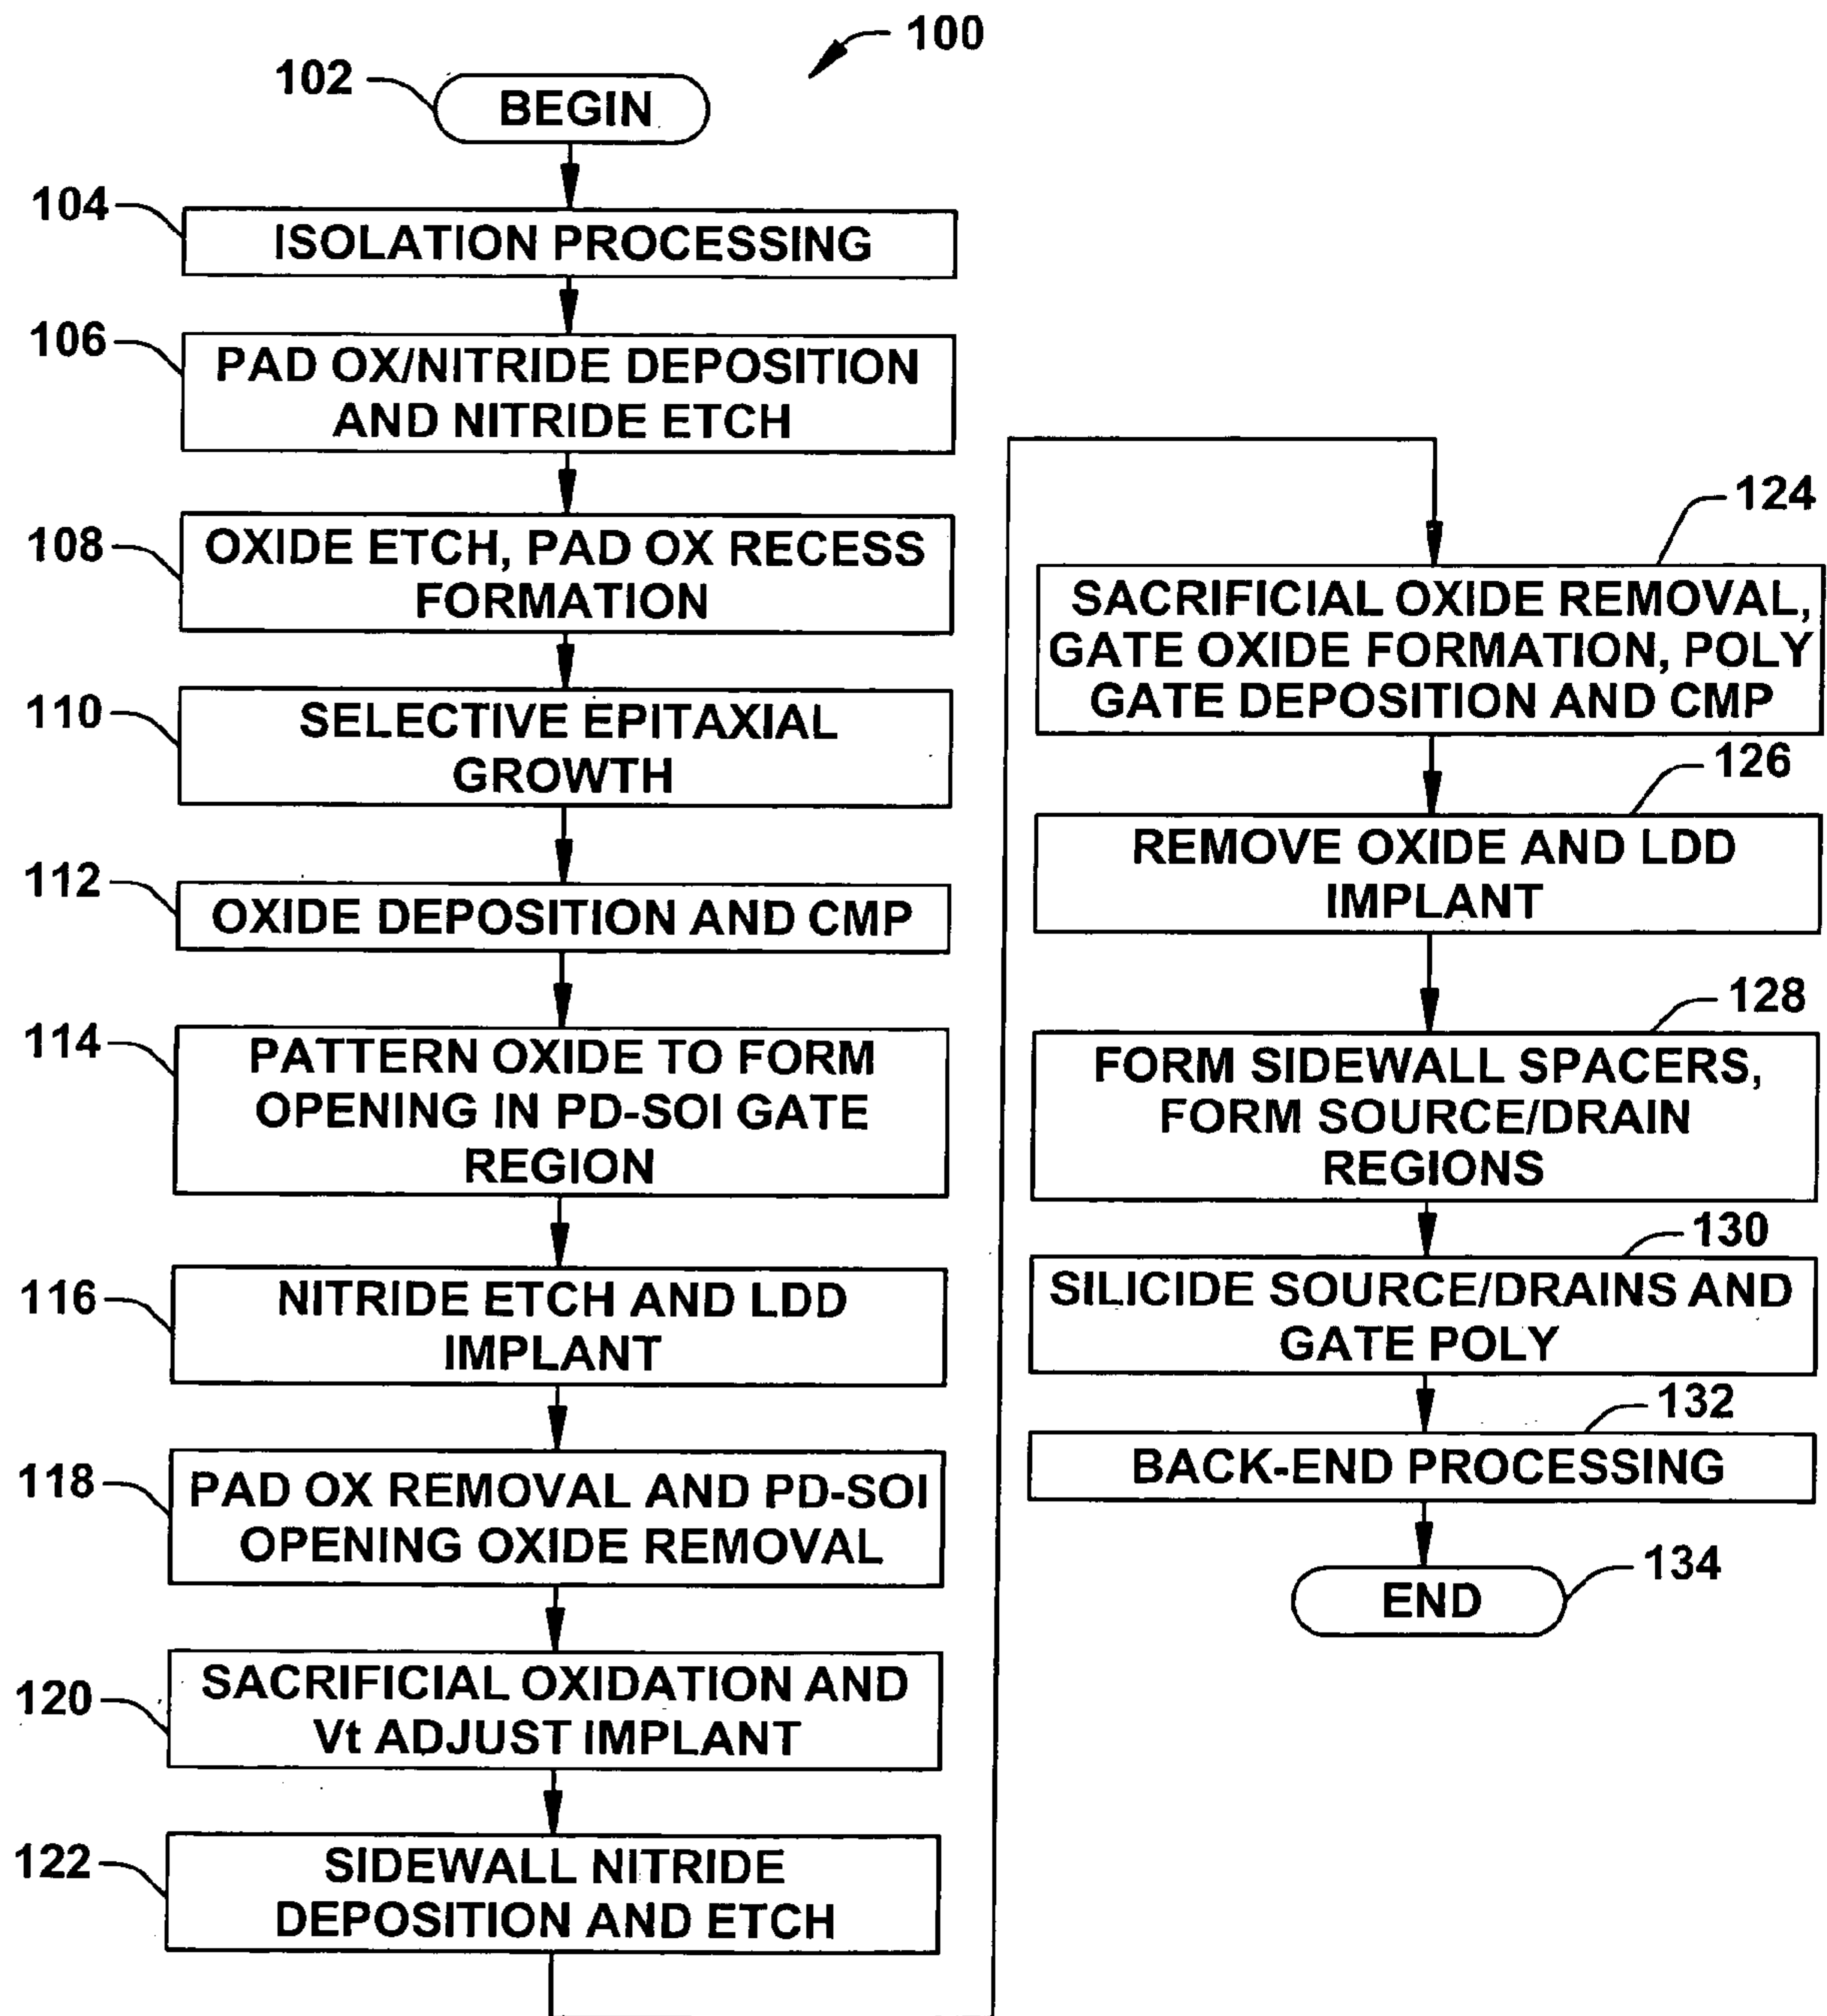 100
102
BEGIN
104
ISOLATION PROCESSING
106
PAD OX/NITRIDE DEPOSITION
AND NITRIDE ETCH
108
OXIDE ETCH, PAD OX RECESS
FORMATION
110
SELECTIVE EPITAXIAL
GROWTH
112
OXIDE DEPOSITION AND CMP
114
PATTERN OXIDE TO FORM
OPENING IN PD-SOI GATE
REGION
116
NITRIDE ETCH AND LDD
IMPLANT
118
PAD OX REMOVAL AND PD-SOI
OPENING OXIDE REMOVAL
120
SACRIFICIAL OXIDATION AND
Vt ADJUST IMPLANT
122
SIDEWALL NITRIDE
DEPOSITION AND ETCH
124
SACRIFICIAL OXIDE REMOVAL,
GATE OXIDE FORMATION, POLY
GATE DEPOSITION AND CMP
126
REMOVE OXIDE AND LDD
IMPLANT
128
FORM SIDEWALL SPACERS,
FORM SOURCE/DRAIN
REGIONS
130
SILICIDE SOURCE/DRAINS AND
GATE POLY
132
BACK-END PROCESSING
END
134